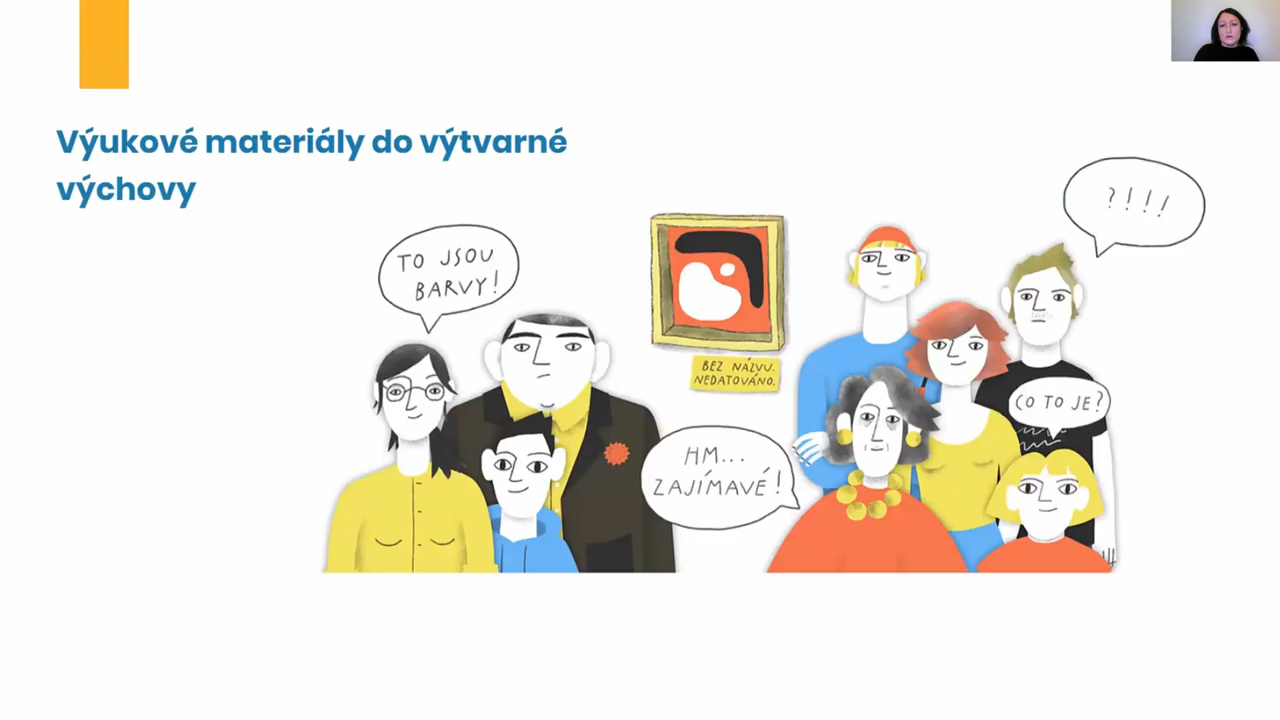 Výukové materiály do výtvarné
výchovy
TO JSOU
BARVY!
BEZ NÁZVU.
NEDATOVÁNO.
?!!!
CO TO JE?
HM...
ZAJÍMAVÉ!